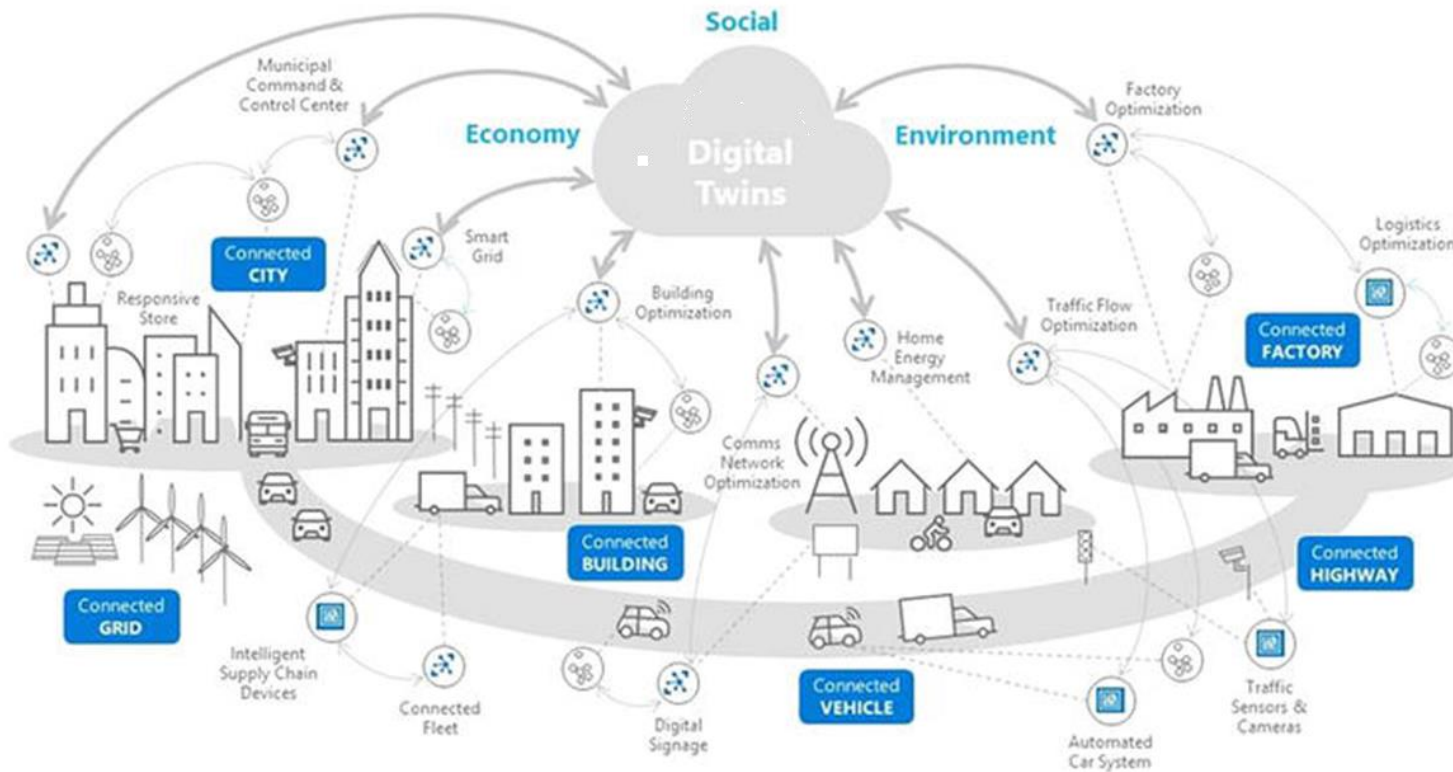 Social
Municipal
Command &
Control Center
Factory
Optimization
Economy
Environment
Digital
Twins
Connected
CITY
Smart
Grid
Logistics
Optimization
Responsive
Store
Building
Optimization
Traffic Flow
Optimization
Home
Energy
Management
Connected
FACTORY
Comms
Network
Optimization
Connected
BUILDING
Connected
HIGHWAY
Connected
GRID
Intelligent
Supply Chain
Devices
Connected
Fleet
Digital
Signage
Connected
VEHICLE
Automated
Car System
Traffic
Sensors &
Cameras